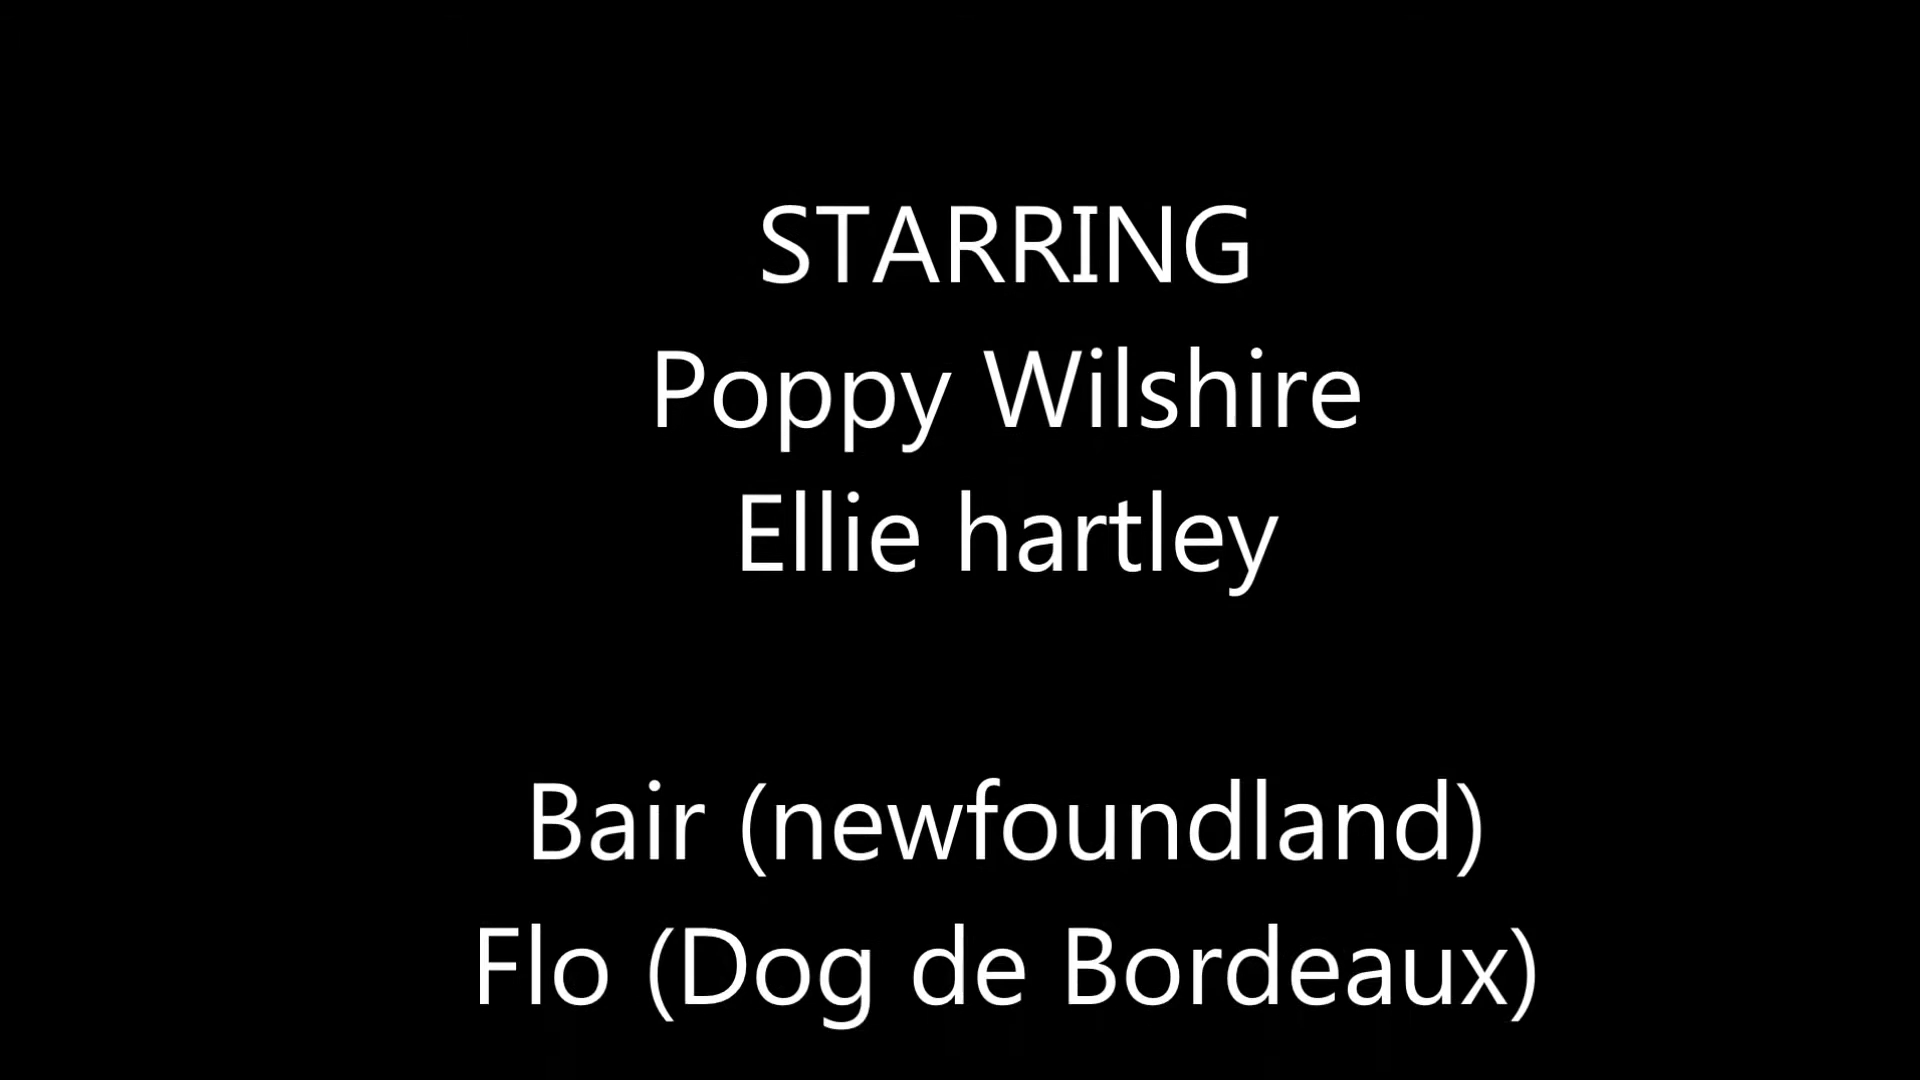 STARRING
Poppy Wilshire
Ellie hartley
Bair (newfoundland)
Flo (Dog de Bordeaux)